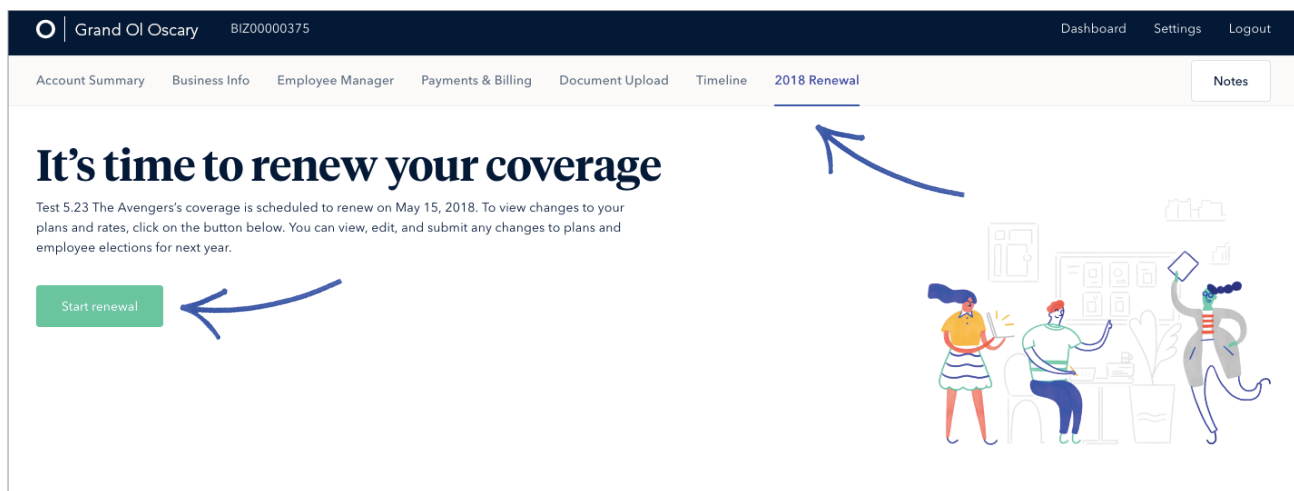 Grand Ol Oscary BIZ00000375 Dashboard Settings Logout
Account Summary Business Info Employee Manager Payments & Billing Document Upload Timeline 2018 Renewal Notes
It's time to renew your coverage
Test 5.23 The Avengers's coverage is scheduled to renew on May 15, 2018. To view changes to your
plans and rates, click on the button below. You can view, edit, and submit any changes to plans and
employee elections for next year.
Start renewal